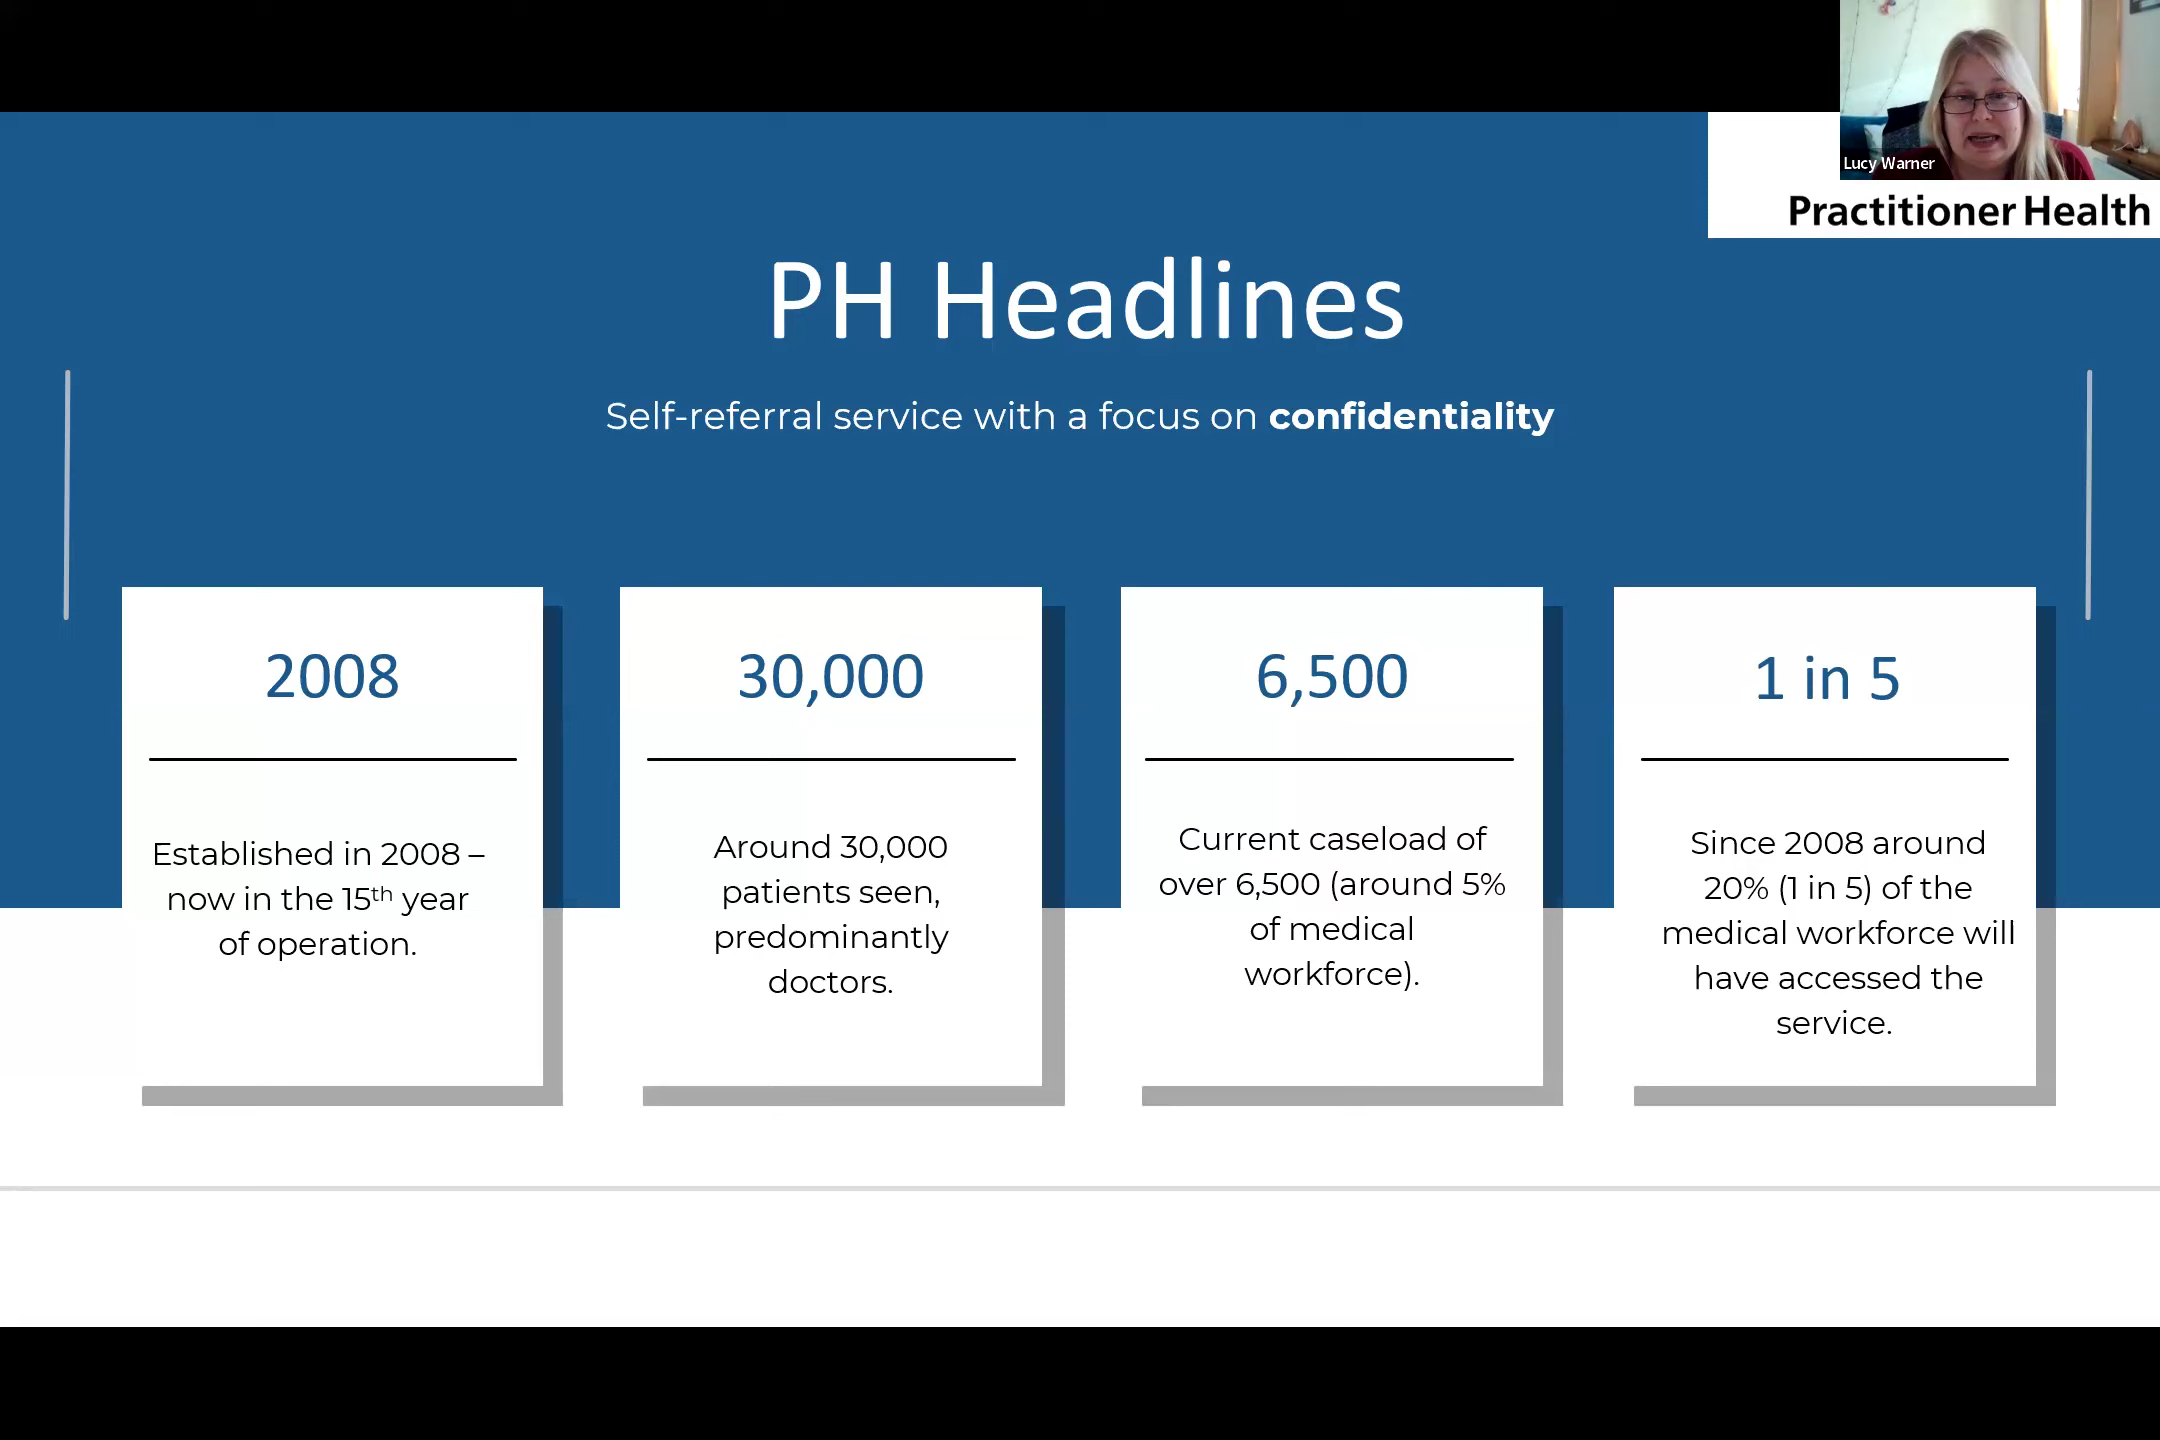 Lucy Warner
Practitioner Health
PH Headlines
Self-referral service with a focus on confidentiality
2008
Established in 2008 –
now in the 15th year
of operation.
30,000
Around 30,000
patients seen,
predominantly
doctors.
6,500
Current caseload of
over 6,500 (around 5%
of medical
workforce).
1 in 5
Since 2008 around
20% (1 in 5) of the
medical workforce will
have accessed the
service.